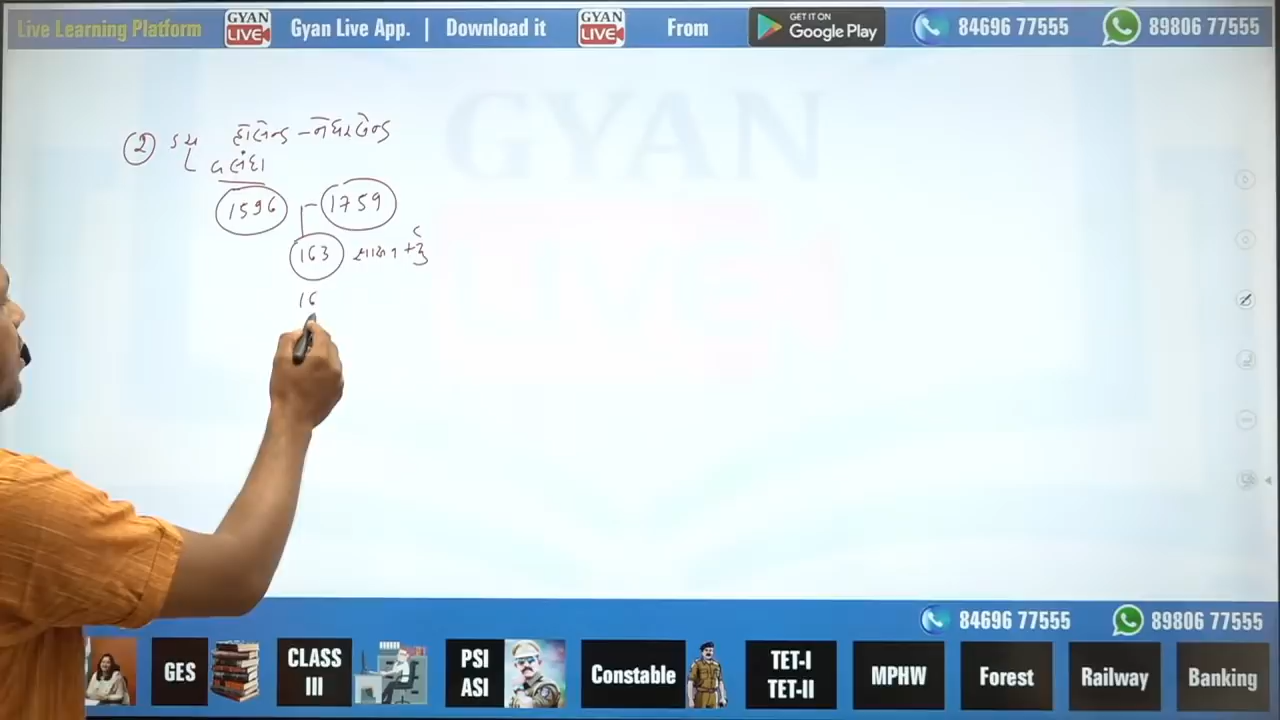 Live Learning Platform GYAN LIVE Gyan Live App. | Download it GYAN LIVE From GET IT ON Google Play 84696 77555 89806 77555
GYAN
LIVE
② ડચ હોલેન્ડ – નેધરલેન્ડ
વલંદા
1596 1759
163
16
84696 77555 89806 77555
GES
CLASS
III
PSI
ASI
Constable
TET-I
TET-II
MPHW
Forest
Railway
Banking